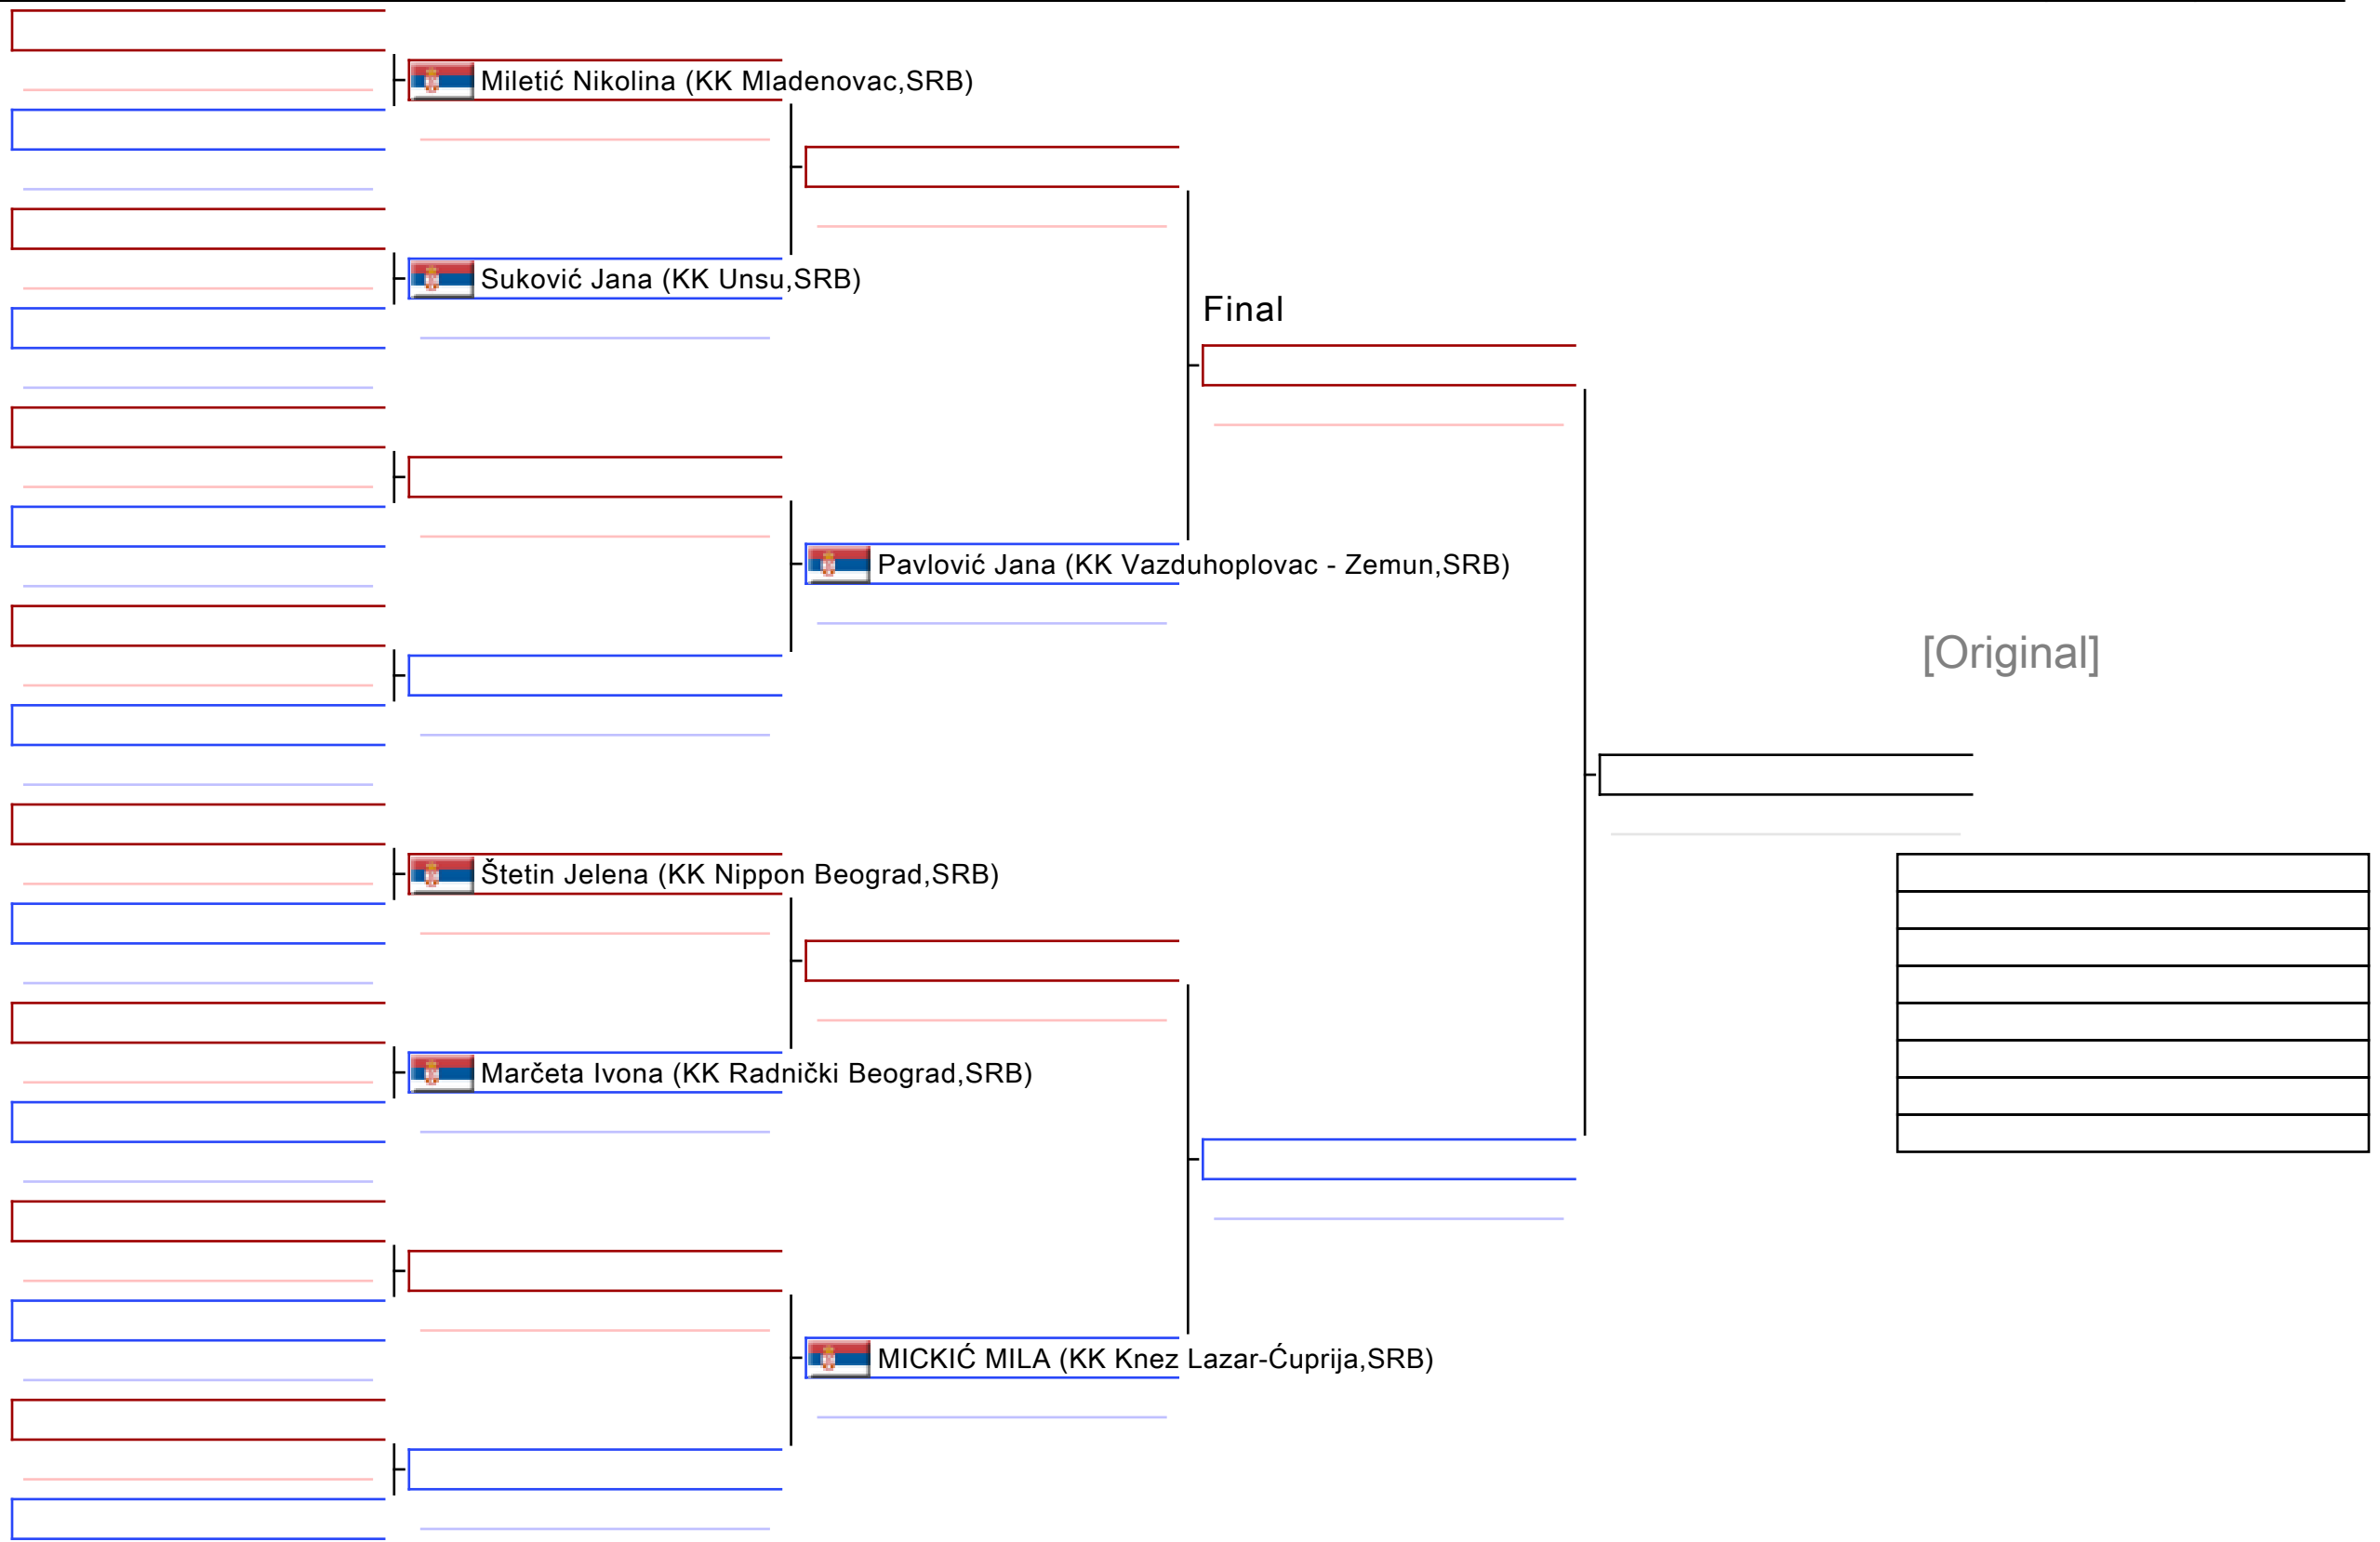 Miletić Nikolina (KK Mladenovac,SRB)
Suković Jana (KK Unsu,SRB)
Final
Pavlović Jana (KK Vazduhoplovac - Zemun,SRB)
[Original]
Štetin Jelena (KK Nippon Beograd,SRB)
Marčeta Ivona (KK Radnički Beograd,SRB)
MICKIĆ MILA (KK Knez Lazar-Ćuprija,SRB)